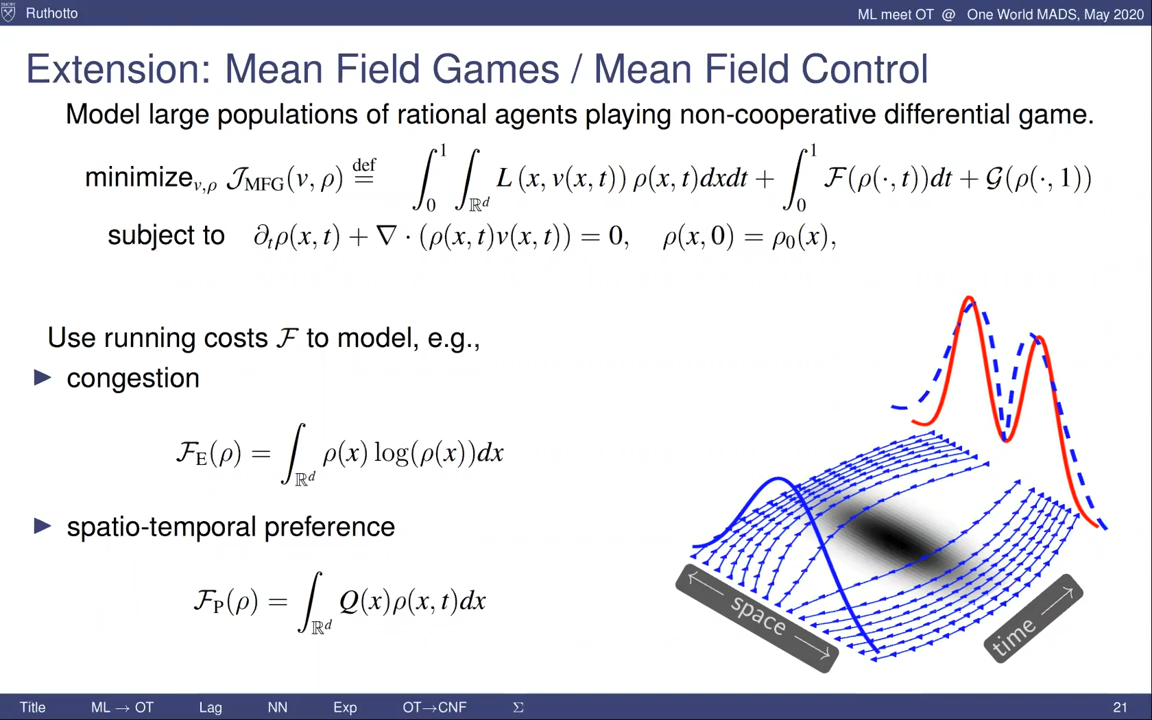 Ruthotto
ML meet OT @ One World MADS, May 2020
Extension: Mean Field Games / Mean Field Control
Model large populations of rational agents playing non-cooperative differential game.
minimize_{v,ρ} 𝒥_MFG(v, ρ) \overset{def}{=} ∫_0^1 ∫_{ℝ^d} L (x, v(x, t)) ρ(x, t)dxdt + ∫_0^1 ℱ(ρ(·, t))dt + 𝒢(ρ(·, 1))
subject to ∂_tρ(x, t) + ∇ · (ρ(x, t)v(x, t)) = 0, ρ(x, 0) = ρ_0(x),
Use running costs ℱ to model, e.g.,
▶ congestion
ℱ_E(ρ) = ∫_{ℝ^d} ρ(x) log(ρ(x))dx
▶ spatio-temporal preference
ℱ_P(ρ) = ∫_{ℝ^d} Q(x)ρ(x, t)dx
← space →
time →
Title ML → OT Lag NN Exp OT→CNF Σ 21